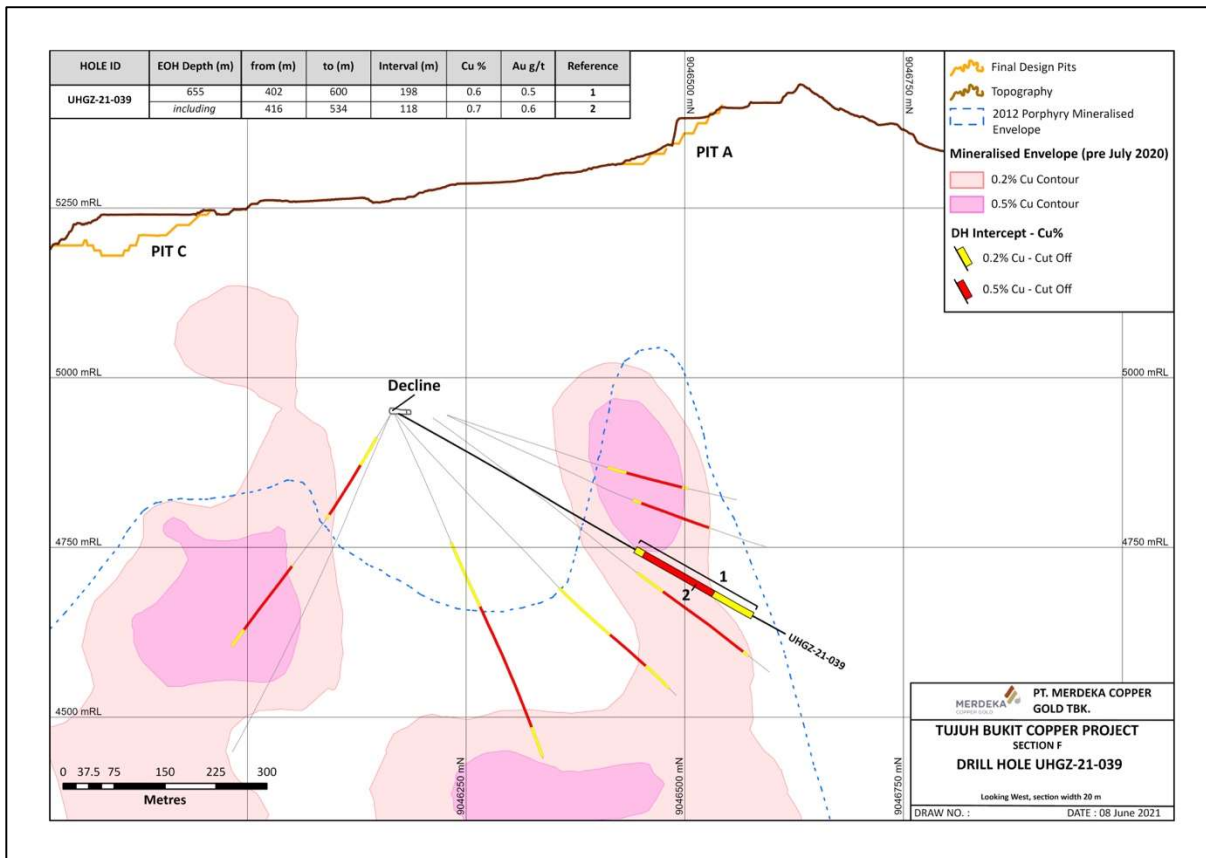 HOLE ID EOH Depth (m) from (m) to (m) Interval (m) Cu % Au g/t Reference
UHGZ-21-039 655 402 600 198 0.6 0.5 1
including 416 534 118 0.7 0.6 2
9046500 mN
9046750 mN
Final Design Pits
Topography
2012 Porphyry Mineralised
Envelope
Mineralised Envelope (pre July 2020)
0.2% Cu Contour
0.5% Cu Contour
DH Intercept - Cu%
0.2% Cu - Cut Off
0.5% Cu - Cut Off
PIT A
5250 mRL
PIT C
5000 mRL
5000 mRL
Decline
4750 mRL
4750 mRL
1
2
UHGZ-21-039
4500 mRL
9046250 mN
9046500 mN
9046750 mN
0 37.5 75 150 225 300
Metres
MERDEKA
COPPER GOLD
PT. MERDEKA COPPER
GOLD TBK.
TUJUH BUKIT COPPER PROJECT
SECTION F
DRILL HOLE UHGZ-21-039
Looking West, section width 20 m
DRAW NO. : DATE : 08 June 2021